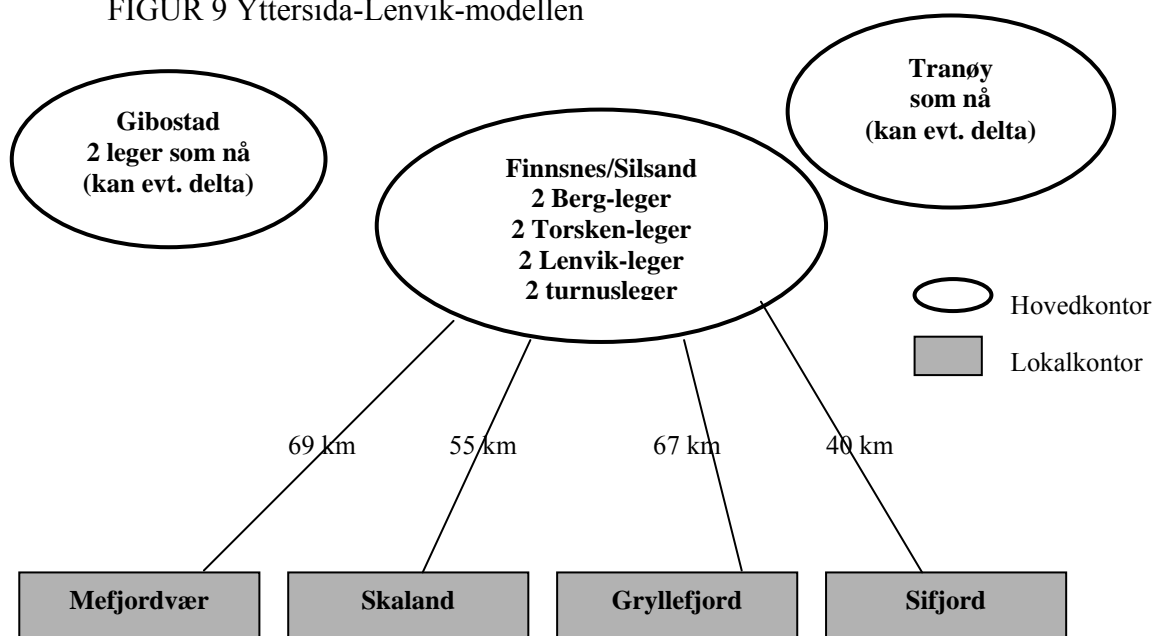 FIGUR 9 Yttersida-Lenvik-modellen
Gibostad
2 leger som nå
(kan evt. delta)
Finnsnes/Silsand
2 Berg-leger
2 Torsken-leger
2 Lenvik-leger
2 turnusleger
Tranøy
som nå
(kan evt. delta)
Hovedkontor
Lokalkontor
69 km
55 km
67 km
40 km
Mefjordvær
Skaland
Gryllefjord
Sifjord